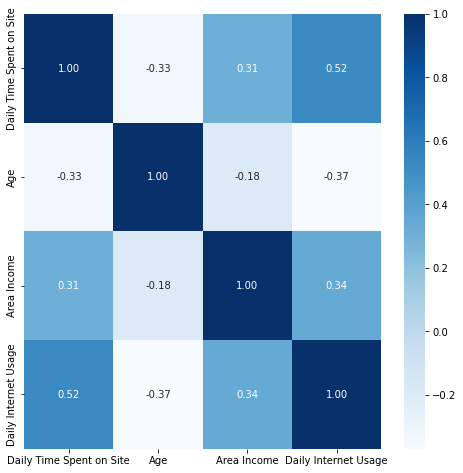 Daily Time Spent on Site
1.00 -0.33 0.31 0.52
Age
-0.33 1.00 -0.18 -0.37
Area Income
0.31 -0.18 1.00 0.34
Daily Internet Usage
0.52 -0.37 0.34 1.00
Daily Time Spent on Site Age Area Income Daily Internet Usage
1.0
0.8
0.6
0.4
0.2
0.0
−0.2